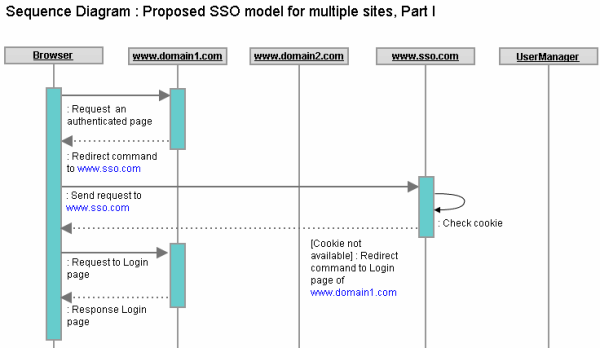 Sequence Diagram : Proposed SSO model for multiple sites, Part I
Browser
www.domain1.com
www.domain2.com
www.sso.com
UserManager
: Request an
authenticated page
: Redirect command
to www.sso.com
: Send request to
www.sso.com
: Check cookie
[Cookie not
available] : Redirect
command to Login
page of
www.domain1.com
: Request to Login
page
: Response Login
page